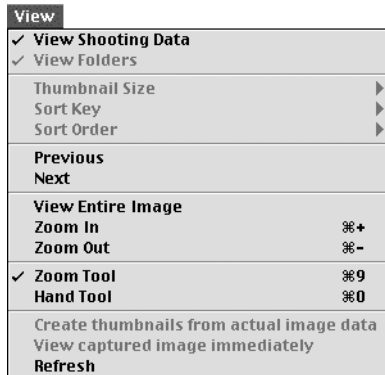 View
✓ View Shooting Data
✓ View Folders
Thumbnail Size ▶
Sort Key ▶
Sort Order ▶
Previous
Next
View Entire Image
Zoom In ⌘+
Zoom Out ⌘-
✓ Zoom Tool ⌘9
Hand Tool ⌘0
Create thumbnails from actual image data
View captured image immediately
Refresh